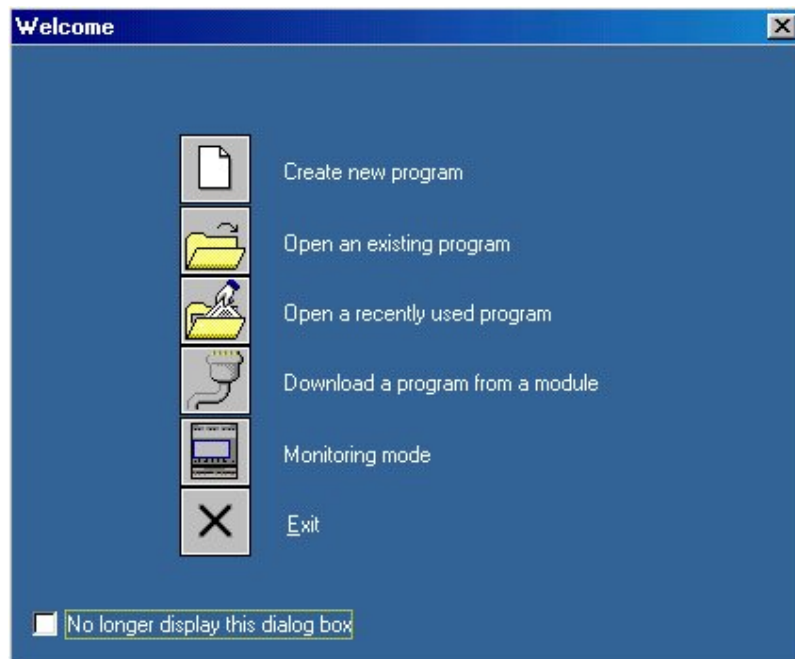 Welcome
Create new program
Open an existing program
Open a recently used program
Download a program from a module
Monitoring mode
Exit
No longer display this dialog box